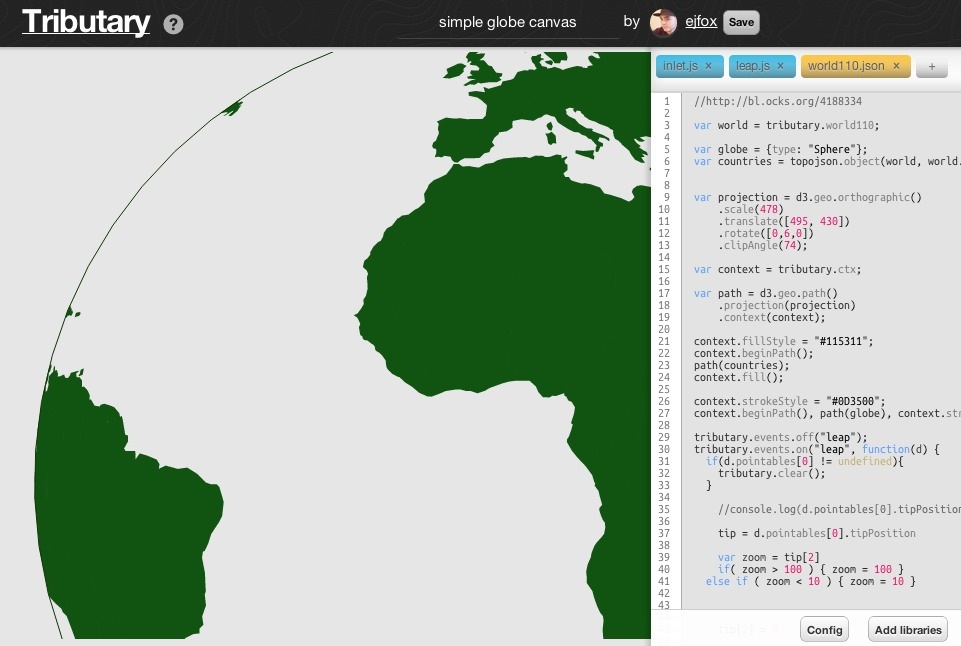 Tributary ?
simple globe canvas by ejfox Save
inlet.js × leap.js × world110.json × +
1 //http://bl.ocks.org/4188334
2
3 var world = tributary.world110;
4
5 var globe = {type: "Sphere"};
6 var countries = topojson.object(world, world.
7
8
9 var projection = d3.geo.orthographic()
10 .scale(478)
11 .translate([495, 430])
12 .rotate([0,6,0])
13 .clipAngle(74);
14
15 var context = tributary.ctx;
16
17 var path = d3.geo.path()
18 .projection(projection)
19 .context(context);
20
21 context.fillStyle = "#115311";
22 context.beginPath();
23 path(countries);
24 context.fill();
25
26 context.strokeStyle = "#0D3500";
27 context.beginPath(), path(globe), context.str
28
29 tributary.events.off("leap");
30 tributary.events.on("leap", function(d) {
31 if(d.pointables[0] != undefined){
32 tributary.clear();
33 }
34
35 //console.log(d.pointables[0].tipPosition
36
37 tip = d.pointables[0].tipPosition
38
39 var zoom = tip[2]
40 if( zoom > 100 ) { zoom = 100 }
41 else if ( zoom < 10 ) { zoom = 10 }
42
43
Config Add libraries